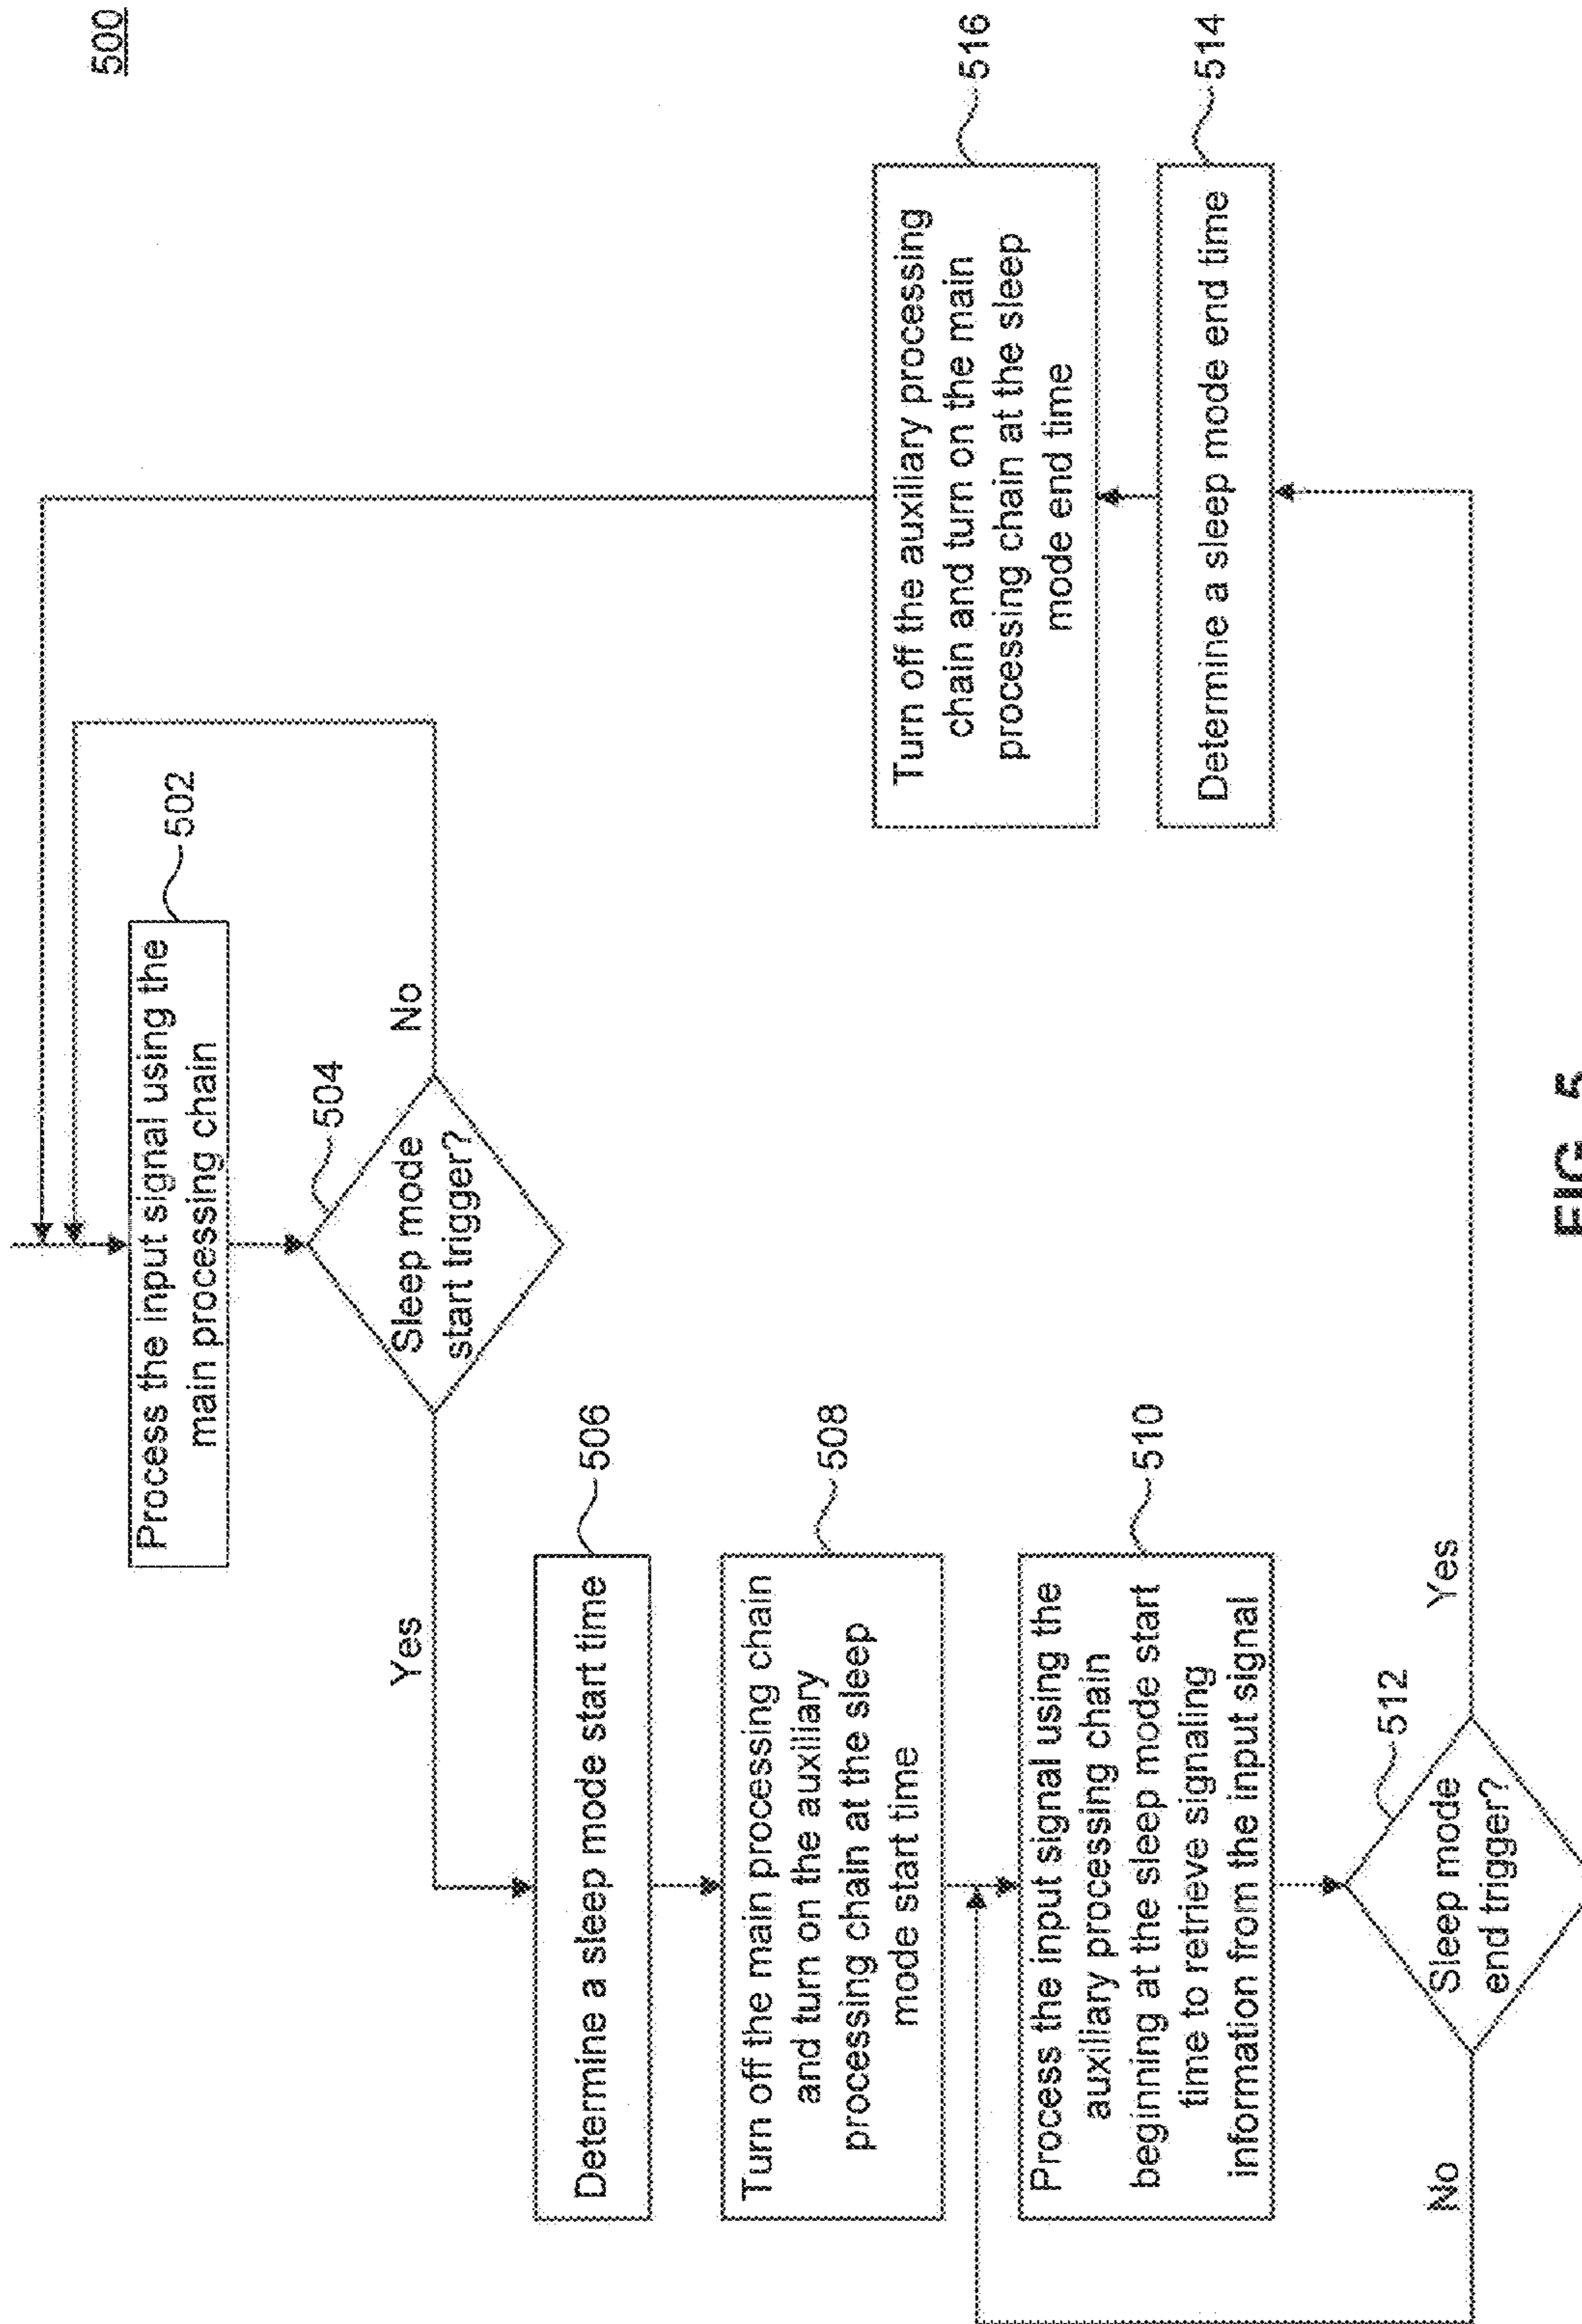 500
Process the input signal using the
main processing chain
502
Sleep mode
start trigger?
504
No
Yes
Determine a sleep mode start time
506
Turn off the main processing chain
and turn on the auxiliary
processing chain at the sleep
mode start time
508
Process the input signal using the
auxiliary processing chain
beginning at the sleep mode start
time to retrieve signaling
information from the input signal
510
Sleep mode
end trigger?
512
No
Yes
Determine a sleep mode end time
514
Turn off the auxiliary processing
chain and turn on the main
processing chain at the sleep
mode end time
516
FIG. 5